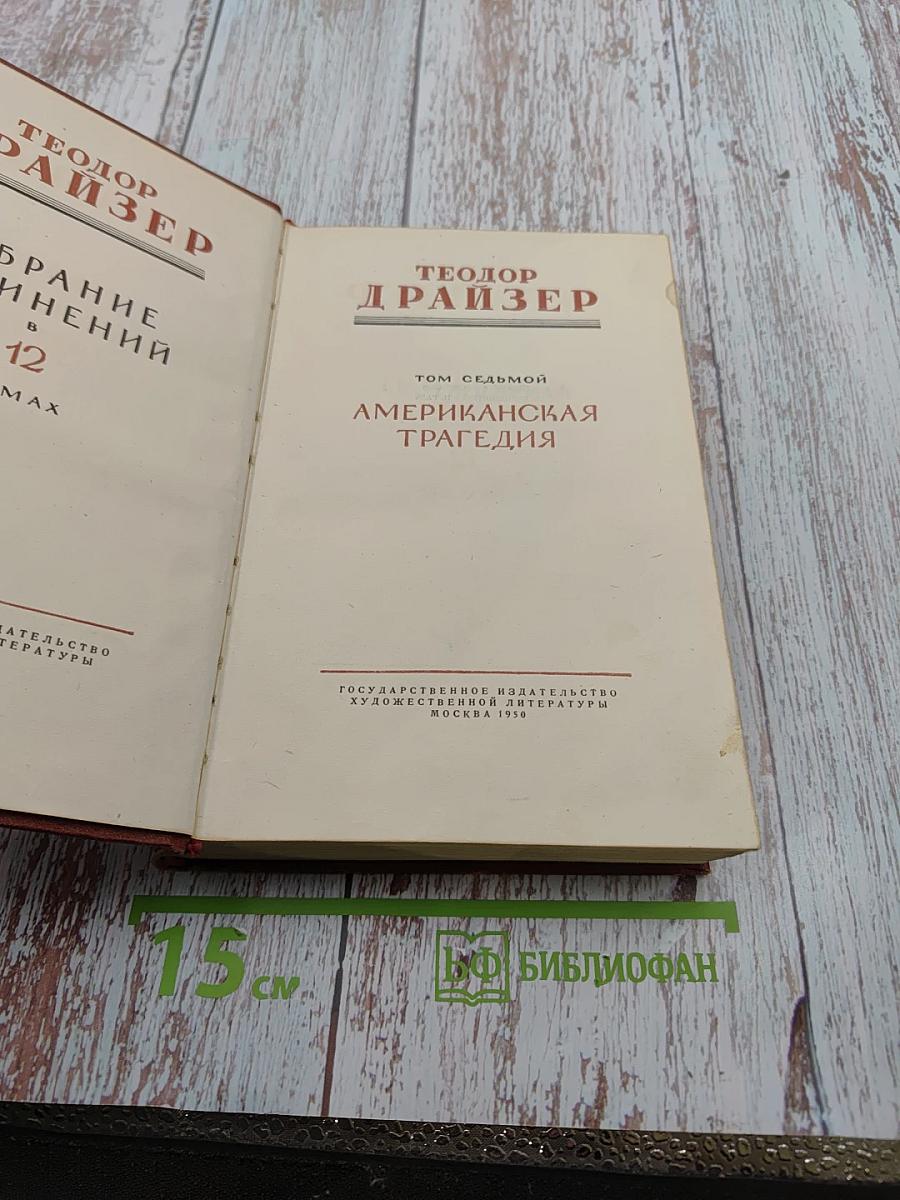 ТЕОДОР
РАЙЗЕР
БРАНИЕ
ИНЕНИЙ
В
12
МАХ
ДАТЕЛЬСТВО
ТЕРАТУРЫ
ТЕОДОР
ДРАЙЗЕР
ТОМ СЕДЬМОЙ
АМЕРИКАНСКАЯ
ТРАГЕДИЯ
ГОСУДАРСТВЕННОЕ ИЗДАТЕЛЬСТВО
ХУДОЖЕСТВЕННОЙ ЛИТЕРАТУРЫ
МОСКВА 1950
15 см
БФ БИБЛИОФАН